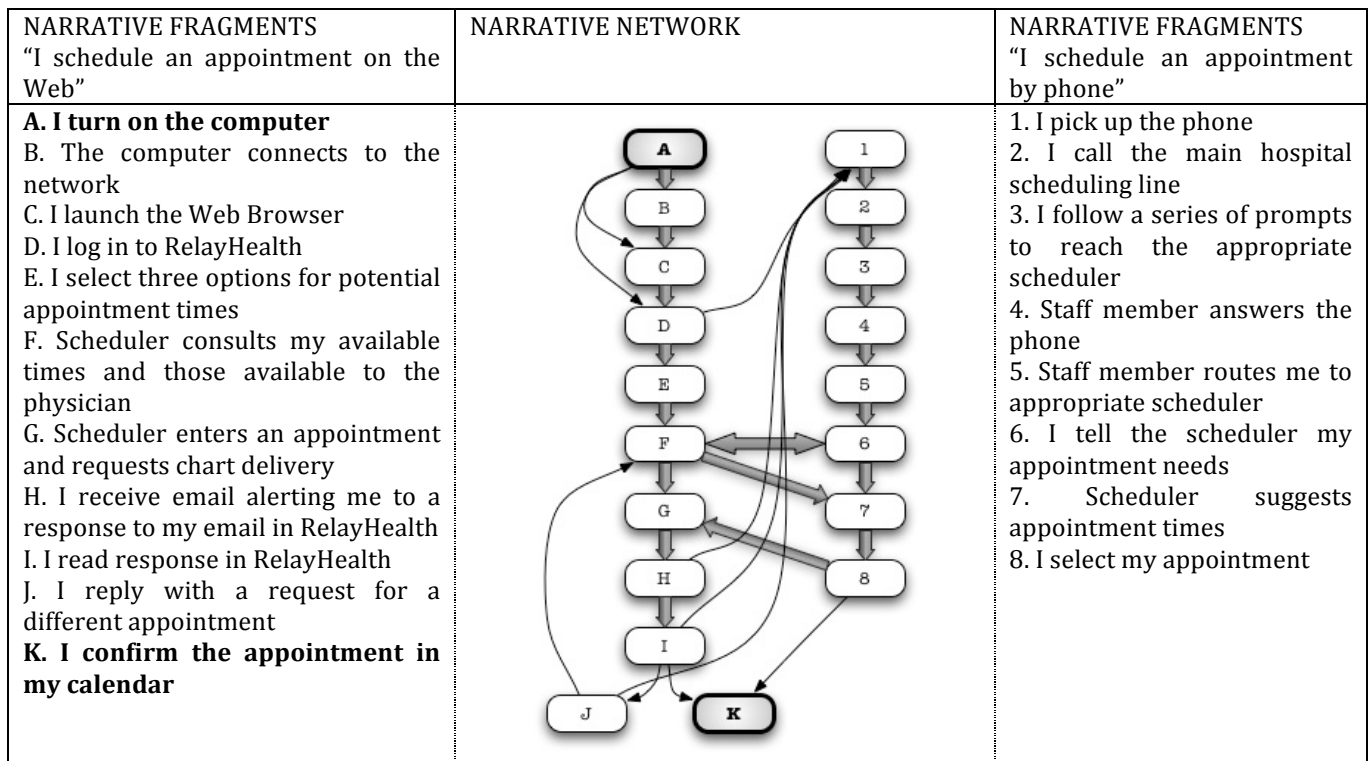 NARRATIVE FRAGMENTS
“I schedule an appointment on the
Web”
NARRATIVE NETWORK
NARRATIVE FRAGMENTS
“I schedule an appointment
by phone”
A. I turn on the computer
B. The computer connects to the
network
C. I launch the Web Browser
D. I log in to RelayHealth
E. I select three options for potential
appointment times
F. Scheduler consults my available
times and those available to the
physician
G. Scheduler enters an appointment
and requests chart delivery
H. I receive email alerting me to a
response to my email in RelayHealth
I. I read response in RelayHealth
J. I reply with a request for a
different appointment
K. I confirm the appointment in
my calendar
A
1
B
2
C
3
D
4
E
5
F
6
G
7
H
8
I
J
K
1. I pick up the phone
2. I call the main hospital
scheduling line
3. I follow a series of prompts
to reach the appropriate
scheduler
4. Staff member answers the
phone
5. Staff member routes me to
appropriate scheduler
6. I tell the scheduler my
appointment needs
7. Scheduler suggests
appointment times
8. I select my appointment